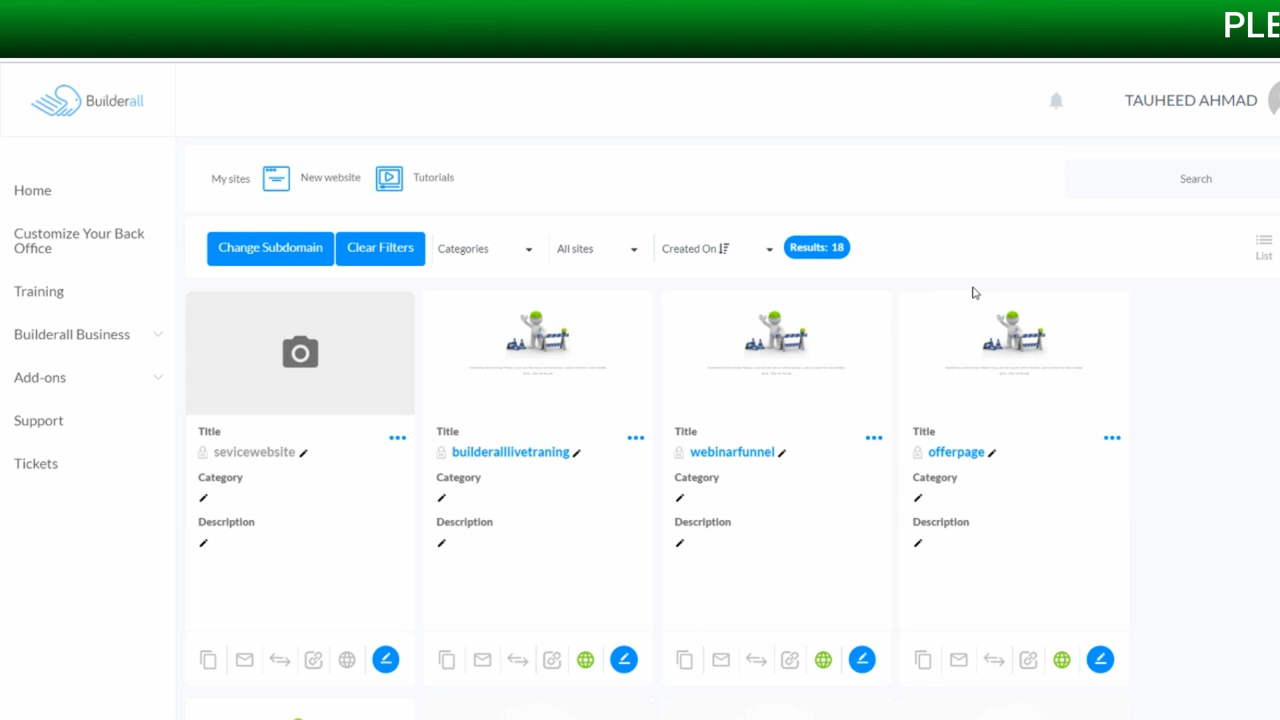 PLE
Builderall
TAUHEED AHMAD
Home
Customize Your Back
Office
Training
Builderall Business
Add-ons
Support
Tickets
My sites
New website
Tutorials
Search
Change Subdomain
Clear Filters
Categories
All sites
Created On
Results: 18
List
Title
sevicewebsite
Category
Description
Title
builderalllivetraning
Category
Description
Title
webinarfunnel
Category
Description
Title
offerpage
Category
Description